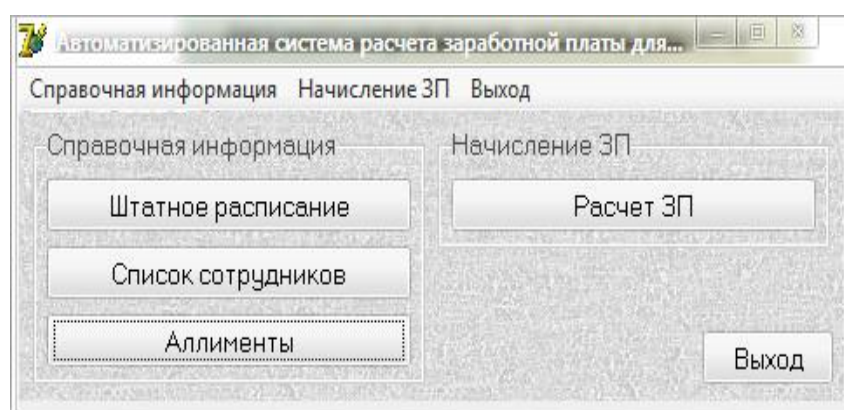 Автоматизированная система расчета заработной платы для...
Справочная информация Начисление ЗП Выход
Справочная информация
Штатное расписание
Список сотрудников
Аллименты
Начисление ЗП
Расчет ЗП
Выход